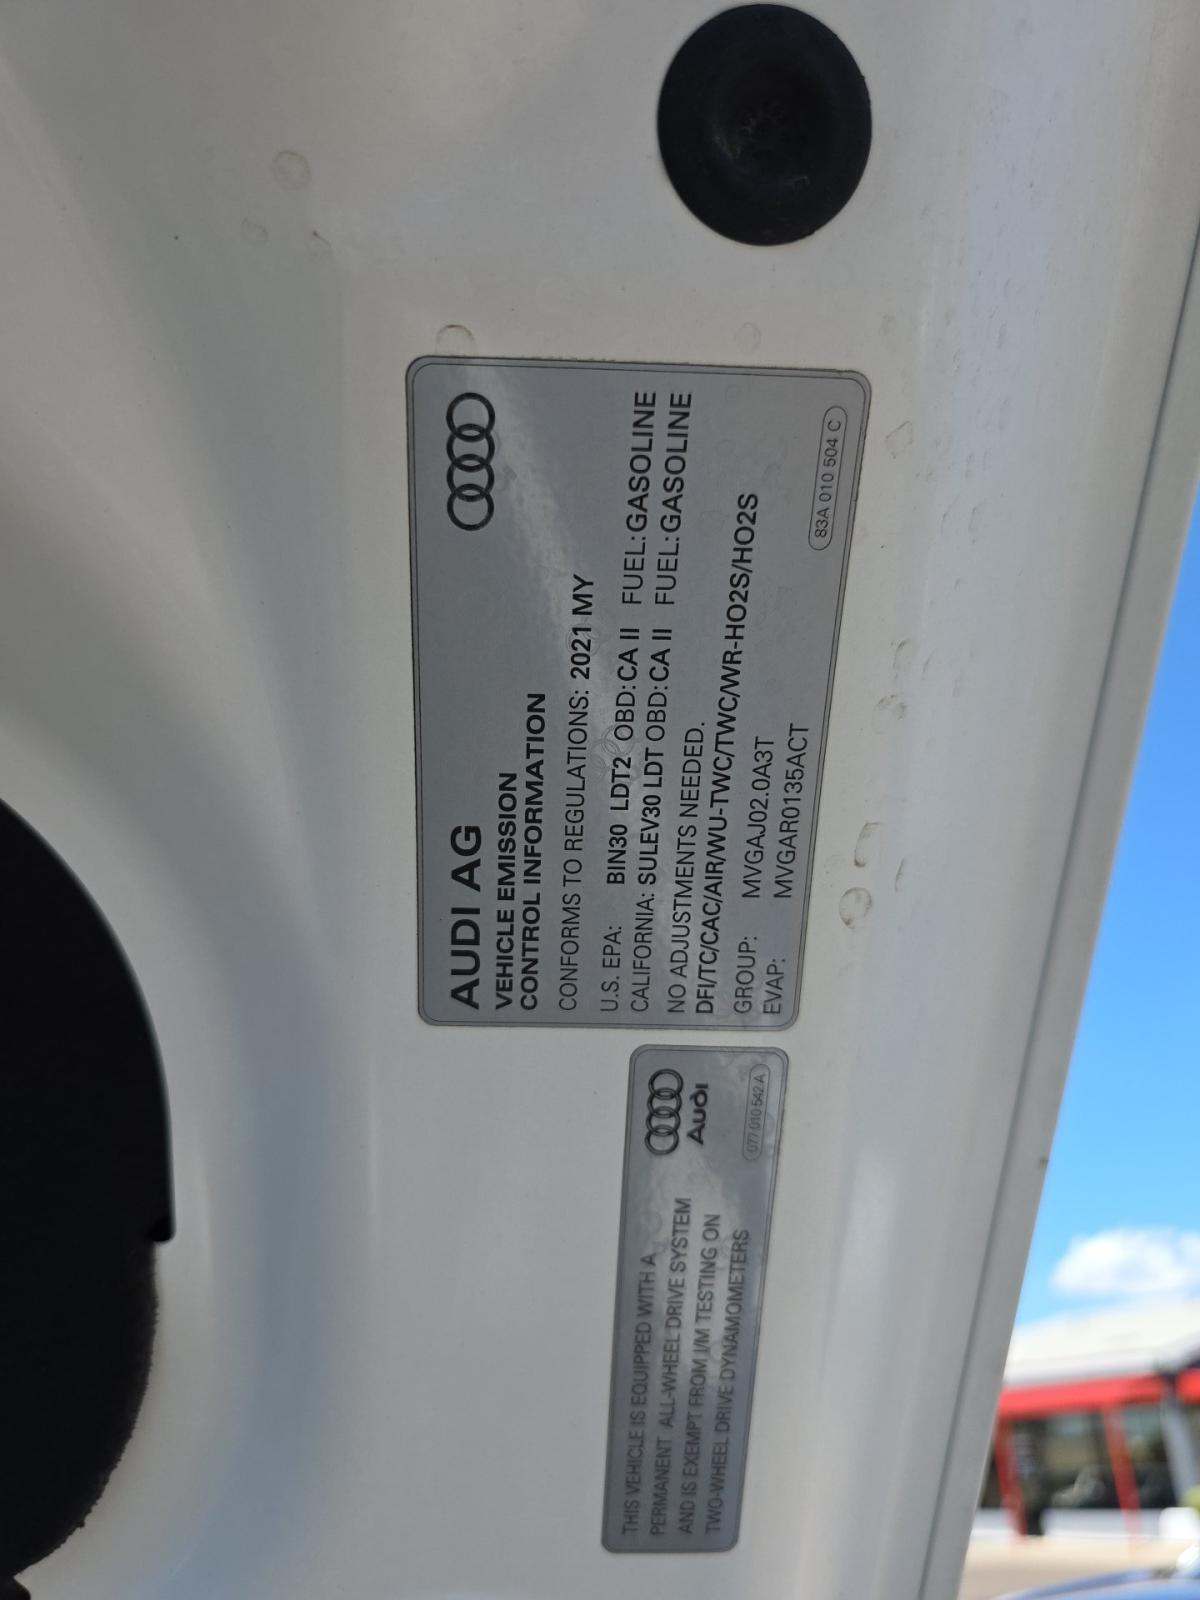 AUDI AG
VEHICLE EMISSION
CONTROL INFORMATION
CONFORMS TO REGULATIONS: 2021 MY
U.S. EPA: BIN30 LDT2 OBD:CA II FUEL:GASOLINE
CALIFORNIA: SULEV30 LDT OBD:CA II FUEL:GASOLINE
NO ADJUSTMENTS NEEDED.
DFI/TC/CAC/AIR/WU-TWC/TWC/WR-HO2S/HO2S
GROUP: MVGAJ02.0A3T
EVAP: MVGAR0135ACT
83A 010 504 C
THIS VEHICLE IS EQUIPPED WITH A
PERMANENT ALL-WHEEL DRIVE SYSTEM
AND IS EXEMPT FROM I/M TESTING ON
TWO-WHEEL DRIVE DYNAMOMETERS
Audi
077 010 642 A